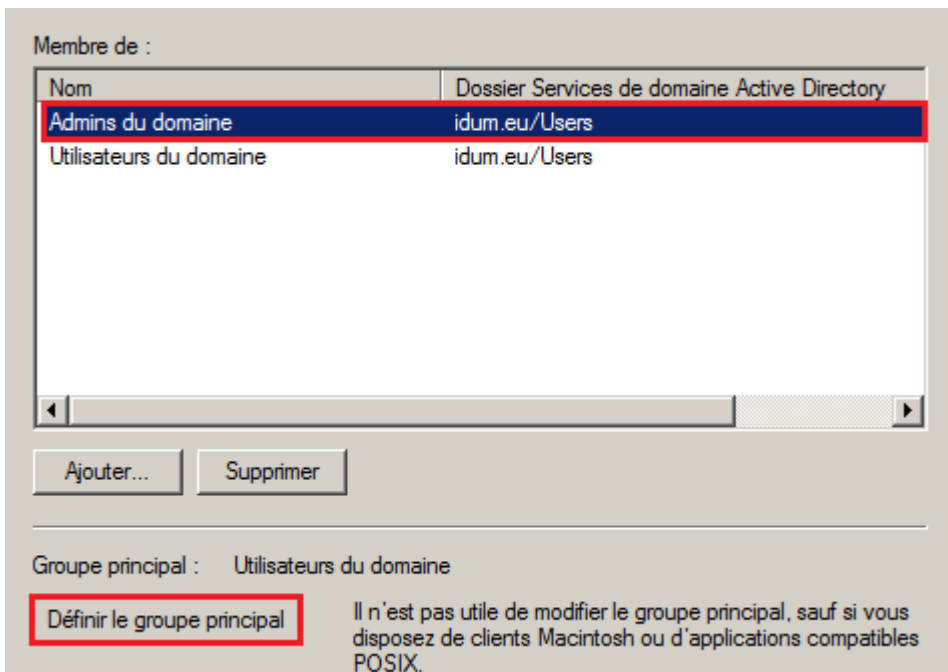 Membre de :
Nom Dossier Services de domaine Active Directory
Admins du domaine idum.eu/Users
Utilisateurs du domaine idum.eu/Users
Ajouter... Supprimer
Groupe principal : Utilisateurs du domaine
Définir le groupe principal
Il n'est pas utile de modifier le groupe principal, sauf si vous
disposez de clients Macintosh ou d'applications compatibles
POSIX.